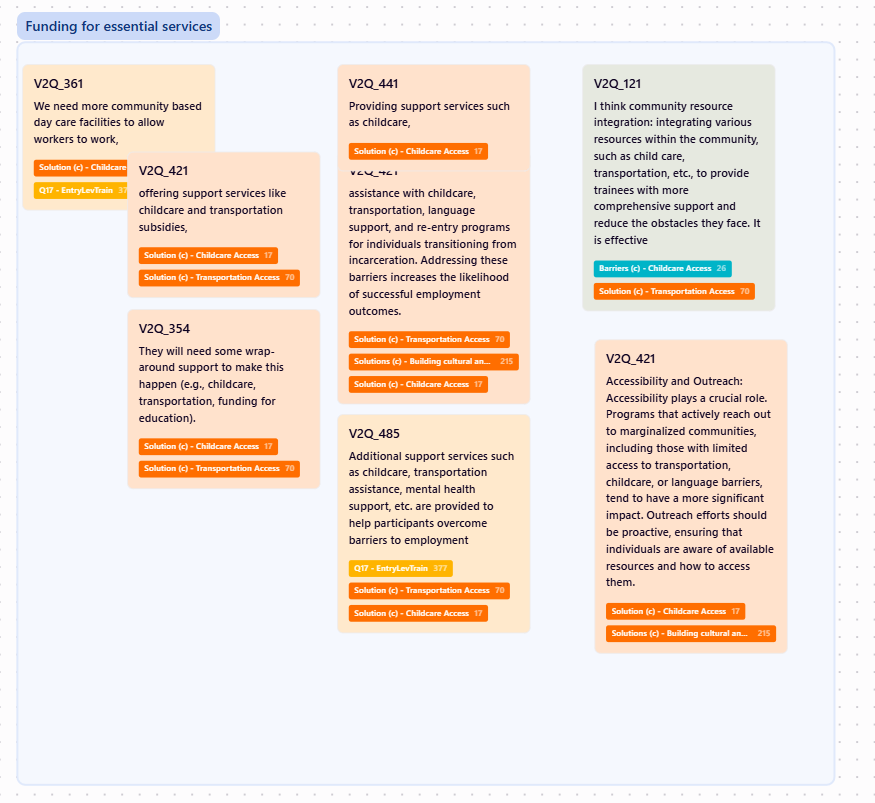 Funding for essential services
V2Q_361
We need more community based
day care facilities to allow
workers to work,
Solution (c) - Childcare
Q17 - EntryLevTrain 37
V2Q_421
offering support services like
childcare and transportation
subsidies,
Solution (c) - Childcare Access 17
Solution (c) - Transportation Access 70
V2Q_354
They will need some wrap-
around support to make this
happen (e.g., childcare,
transportation, funding for
education).
Solution (c) - Childcare Access 17
Solution (c) - Transportation Access 70
V2Q_441
Providing support services such
as childcare,
Solution (c) - Childcare Access 17
V2Q_421
assistance with childcare,
transportation, language
support, and re-entry programs
for individuals transitioning from
incarceration. Addressing these
barriers increases the likelihood
of successful employment
outcomes.
Solution (c) - Transportation Access 70
Solutions (c) - Building cultural an... 215
Solution (c) - Childcare Access 17
V2Q_485
Additional support services such
as childcare, transportation
assistance, mental health
support, etc. are provided to
help participants overcome
barriers to employment
Q17 - EntryLevTrain 377
Solution (c) - Transportation Access 70
Solution (c) - Childcare Access 17
V2Q_121
I think community resource
integration: integrating various
resources within the community,
such as child care,
transportation, etc., to provide
trainees with more
comprehensive support and
reduce the obstacles they face. It
is effective
Barriers (c) - Childcare Access 26
Solution (c) - Transportation Access 70
V2Q_421
Accessibility and Outreach:
Accessibility plays a crucial role.
Programs that actively reach out
to marginalized communities,
including those with limited
access to transportation,
childcare, or language barriers,
tend to have a more significant
impact. Outreach efforts should
be proactive, ensuring that
individuals are aware of available
resources and how to access
them.
Solution (c) - Childcare Access 17
Solutions (c) - Building cultural an... 215